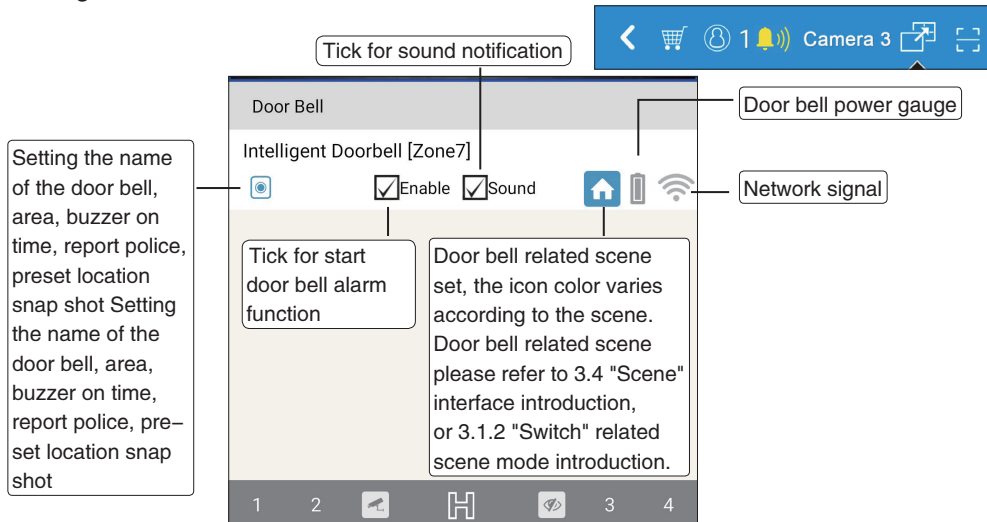 1 Camera 3
Tick for sound notification
Door Bell
Door bell power gauge
Intelligent Doorbell [Zone7]
Enable Sound
Network signal
Setting the name
of the door bell,
area, buzzer on
time, report police,
preset location
snap shot Setting
the name of the
door bell, area,
buzzer on time,
report police, pre-
set location snap
shot
Tick for start
door bell alarm
function
Door bell related scene
set, the icon color varies
according to the scene.
Door bell related scene
please refer to 3.4 "Scene"
interface introduction,
or 3.1.2 "Switch" related
scene mode introduction.
1 2 3 4